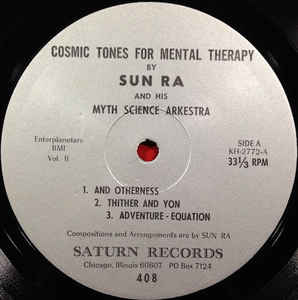 COSMIC TONES FOR MENTAL THERAPY
BY
SUN RA
AND HIS
MYTH SCIENCE ARKESTRA
Enterplanetary
BMI
Vol. II
SIDE A
KH-2772-A
33⅓ RPM
1. AND OTHERNESS
2. THITHER AND YON
3. ADVENTURE - EQUATION
Compositions and Arrangements are by SUN RA
SATURN RECORDS
Chicago, Illinois 60607 PO Box 7124
408